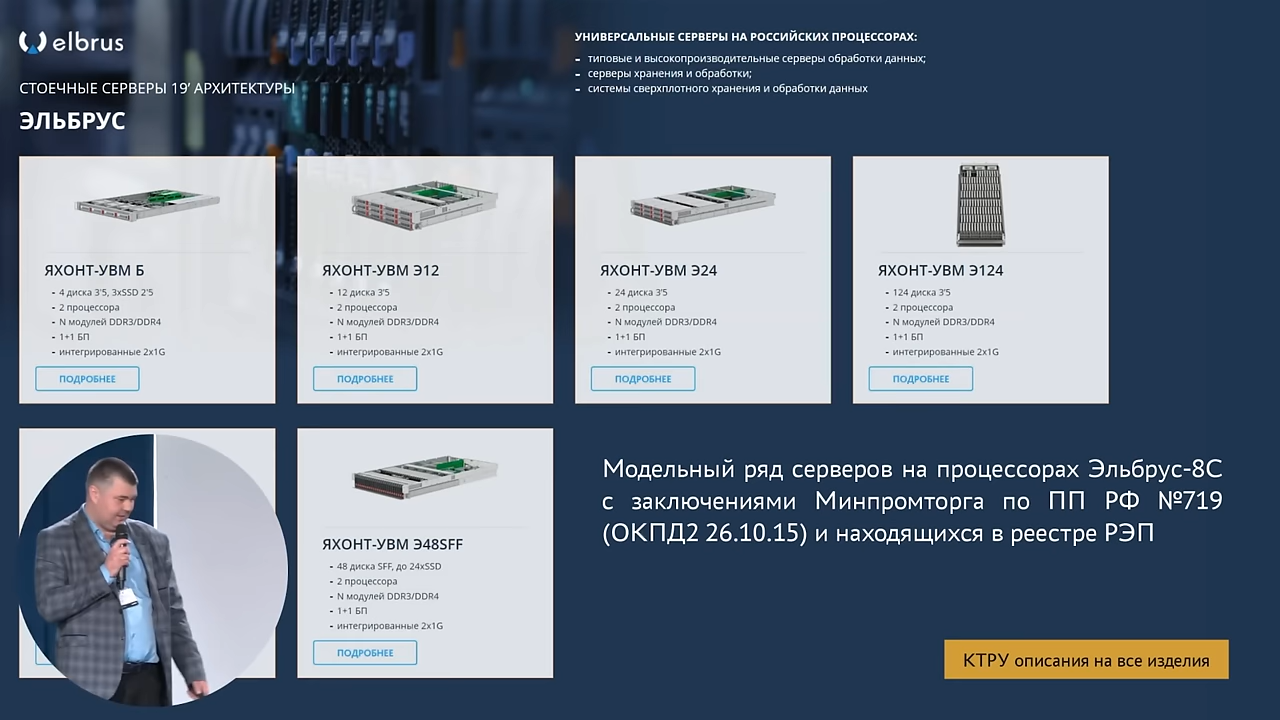 elbrus
СТОЕЧНЫЕ СЕРВЕРЫ 19' АРХИТЕКТУРЫ
ЭЛЬБРУС
УНИВЕРСАЛЬНЫЕ СЕРВЕРЫ НА РОССИЙСКИХ ПРОЦЕССОРАХ:
- типовые и высокопроизводительные серверы обработки данных;
- серверы хранения и обработки;
- системы сверхплотного хранения и обработки данных
ЯХОНТ-УВМ Б
- 4 диска 3'5, 3xSSD 2'5
- 2 процессора
- N модулей DDR3/DDR4
- 1+1 БП
- интегрированные 2x1G
ПОДРОБНЕЕ
ЯХОНТ-УВМ Э12
- 12 диска 3'5
- 2 процессора
- N модулей DDR3/DDR4
- 1+1 БП
- интегрированные 2x1G
ПОДРОБНЕЕ
ЯХОНТ-УВМ Э24
- 24 диска 3'5
- 2 процессора
- N модулей DDR3/DDR4
- 1+1 БП
- интегрированные 2x1G
ПОДРОБНЕЕ
ЯХОНТ-УВМ Э124
- 124 диска 3'5
- 2 процессора
- N модулей DDR3/DDR4
- 1+1 БП
- интегрированные 2x1G
ПОДРОБНЕЕ
ЯХОНТ-УВМ Э48SFF
- 48 диска SFF, до 24xSSD
- 2 процессора
- N модулей DDR3/DDR4
- 1+1 БП
- интегрированные 2x1G
ПОДРОБНЕЕ
Модельный ряд серверов на процессорах Эльбрус-8С
с заключениями Минпромторга по ПП РФ №719
(ОКПД2 26.10.15) и находящихся в реестре РЭП
КТРУ описания на все изделия